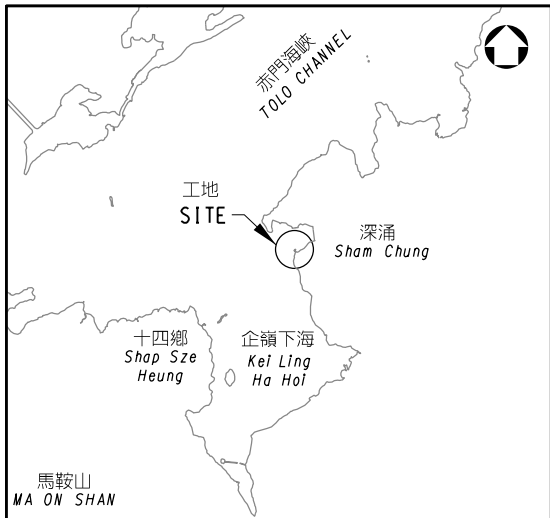 赤門海峽
TOLO CHANNEL
工地
SITE
深涌
Sham Chung
十四鄉
Shap Sze
Heung
企嶺下海
Kei Ling
Ha Hoi
馬鞍山
MA ON SHAN